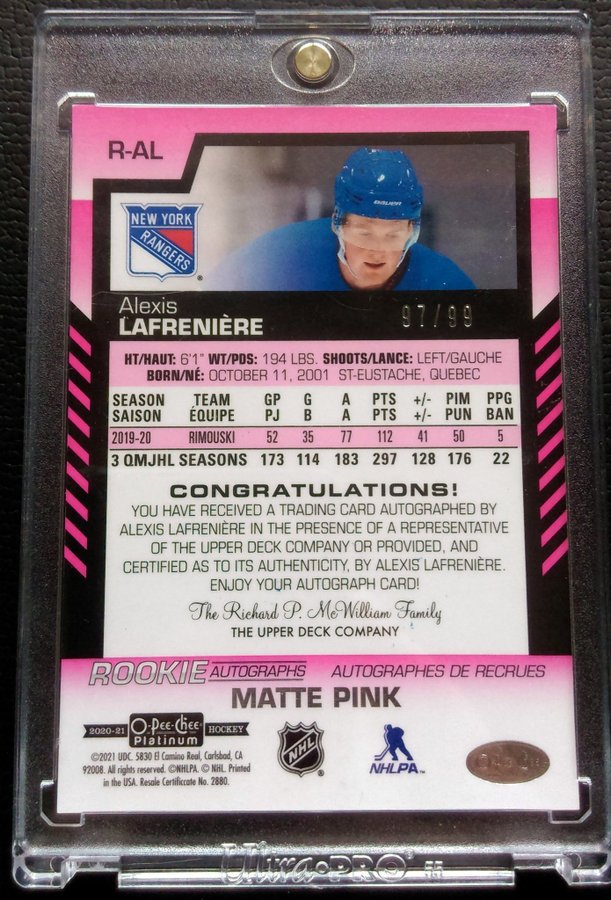 R-AL
NEW YORK
RANGERS
BAUER
Alexis
LAFRENIÈRE
97/99
HT/HAUT: 6'1" WT/PDS: 194 LBS. SHOOTS/LANCE: LEFT/GAUCHE
BORN/NÉ: OCTOBER 11, 2001 ST-EUSTACHE, QUEBEC
SEASON TEAM GP G A PTS +/- PIM PPG
SAISON ÉQUIPE PJ B A PTS +/- PUN BAN
2019-20 RIMOUSKI 52 35 77 112 41 50 5
3 QMJHL SEASONS 173 114 183 297 128 176 22
CONGRATULATIONS!
YOU HAVE RECEIVED A TRADING CARD AUTOGRAPHED BY
ALEXIS LAFRENIÈRE IN THE PRESENCE OF A REPRESENTATIVE
OF THE UPPER DECK COMPANY OR PROVIDED, AND
CERTIFIED AS TO ITS AUTHENTICITY, BY ALEXIS LAFRENIÈRE.
ENJOY YOUR AUTOGRAPH CARD!
The Richard P. McWilliam Family
THE UPPER DECK COMPANY
ROOKIE AUTOGRAPHS AUTOGRAPHES DE RECRUES
MATTE PINK
2020-21 O-Pee-Chee HOCKEY
Platinum
NHL
NHLPA™
©2021 UDC. 5830 El Camino Real, Carlsbad, CA
92008. All rights reserved. ©NHLPA. © NHL. Printed
in the USA. Resale Certificate No. 2880.
Ultra•PRO® 55